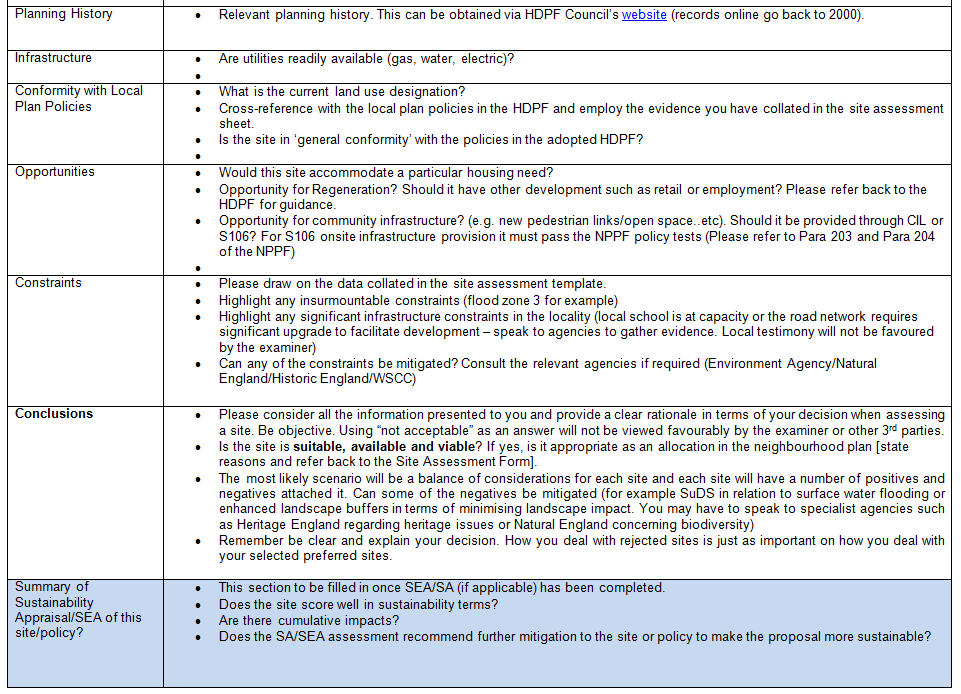 Planning History
• Relevant planning history. This can be obtained via HDPF Council's website (records online go back to 2000).
Infrastructure
• Are utilities readily available (gas, water, electric)?
•
Conformity with Local
Plan Policies
• What is the current land use designation?
• Cross-reference with the local plan policies in the HDPF and employ the evidence you have collated in the site assessment
sheet.
• Is the site in 'general conformity' with the policies in the adopted HDPF?
•
Opportunities
• Would this site accommodate a particular housing need?
• Opportunity for Regeneration? Should it have other development such as retail or employment? Please refer back to the
HDPF for guidance.
• Opportunity for community infrastructure? (e.g. new pedestrian links/open space..etc). Should it be provided through CIL or
S106? For S106 onsite infrastructure provision it must pass the NPPF policy tests (Please refer to Para 203 and Para 204
of the NPPF)
•
Constraints
• Please draw on the data collated in the site assessment template.
• Highlight any insurmountable constraints (flood zone 3 for example)
• Highlight any significant infrastructure constraints in the locality (local school is at capacity or the road network requires
significant upgrade to facilitate development – speak to agencies to gather evidence. Local testimony will not be favoured
by the examiner)
• Can any of the constraints be mitigated? Consult the relevant agencies if required (Environment Agency/Natural
England/Historic England/WSCC)
Conclusions
• Please consider all the information presented to you and provide a clear rationale in terms of your decision when assessing
a site. Be objective. Using "not acceptable" as an answer will not be viewed favourably by the examiner or other 3rd parties.
• Is the site is suitable, available and viable? If yes, is it appropriate as an allocation in the neighbourhood plan [state
reasons and refer back to the Site Assessment Form].
• The most likely scenario will be a balance of considerations for each site and each site will have a number of positives and
negatives attached it. Can some of the negatives be mitigated (for example SuDS in relation to surface water flooding or
enhanced landscape buffers in terms of minimising landscape impact. You may have to speak to specialist agencies such
as Heritage England regarding heritage issues or Natural England concerning biodiversity)
• Remember be clear and explain your decision. How you deal with rejected sites is just as important on how you deal with
your selected preferred sites.
Summary of
Sustainability
Appraisal/SEA of this
site/policy?
• This section to be filled in once SEA/SA (if applicable) has been completed.
• Does the site score well in sustainability terms?
• Are there cumulative impacts?
• Does the SA/SEA assessment recommend further mitigation to the site or policy to make the proposal more sustainable?